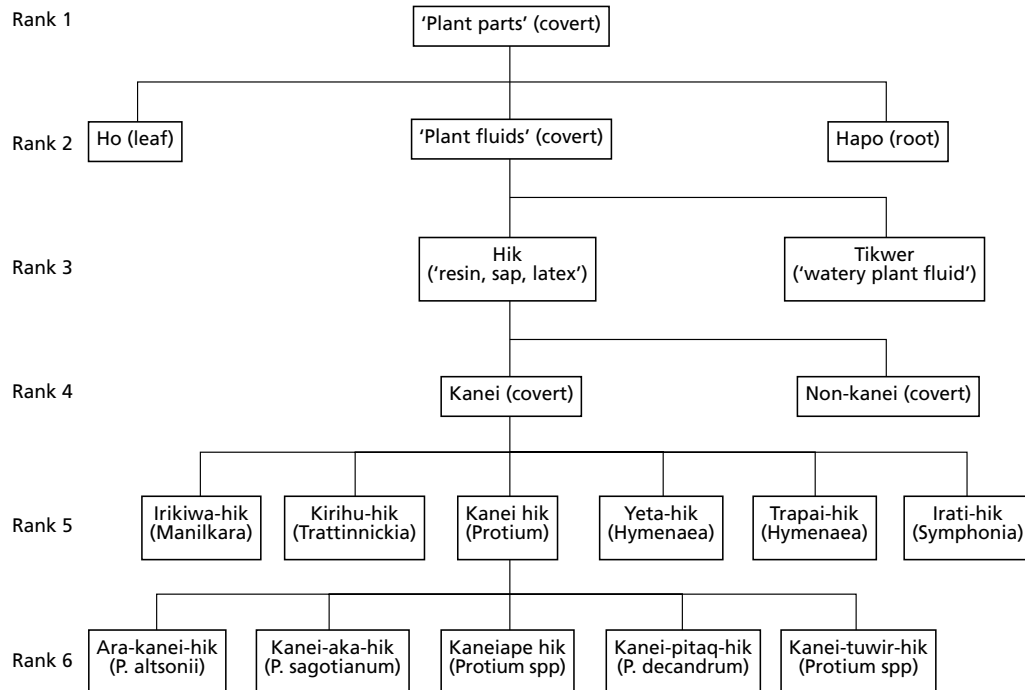 Rank 1
‘Plant parts’ (covert)
Rank 2
Ho (leaf)
‘Plant fluids’ (covert)
Hapo (root)
Rank 3
Hik
(‘resin, sap, latex’)
Tikwer
(‘watery plant fluid’)
Rank 4
Kanei (covert)
Non-kanei (covert)
Rank 5
Irikiwa-hik
(Manilkara)
Kirihu-hik
(Trattinnickia)
Kanei hik
(Protium)
Yeta-hik
(Hymenaea)
Trapai-hik
(Hymenaea)
Irati-hik
(Symphonia)
Rank 6
Ara-kanei-hik
(P. altsonii)
Kanei-aka-hik
(P. sagotianum)
Kaneiape hik
(Protium spp)
Kanei-pitaq-hik
(P. decandrum)
Kanei-tuwir-hik
(Protium spp)